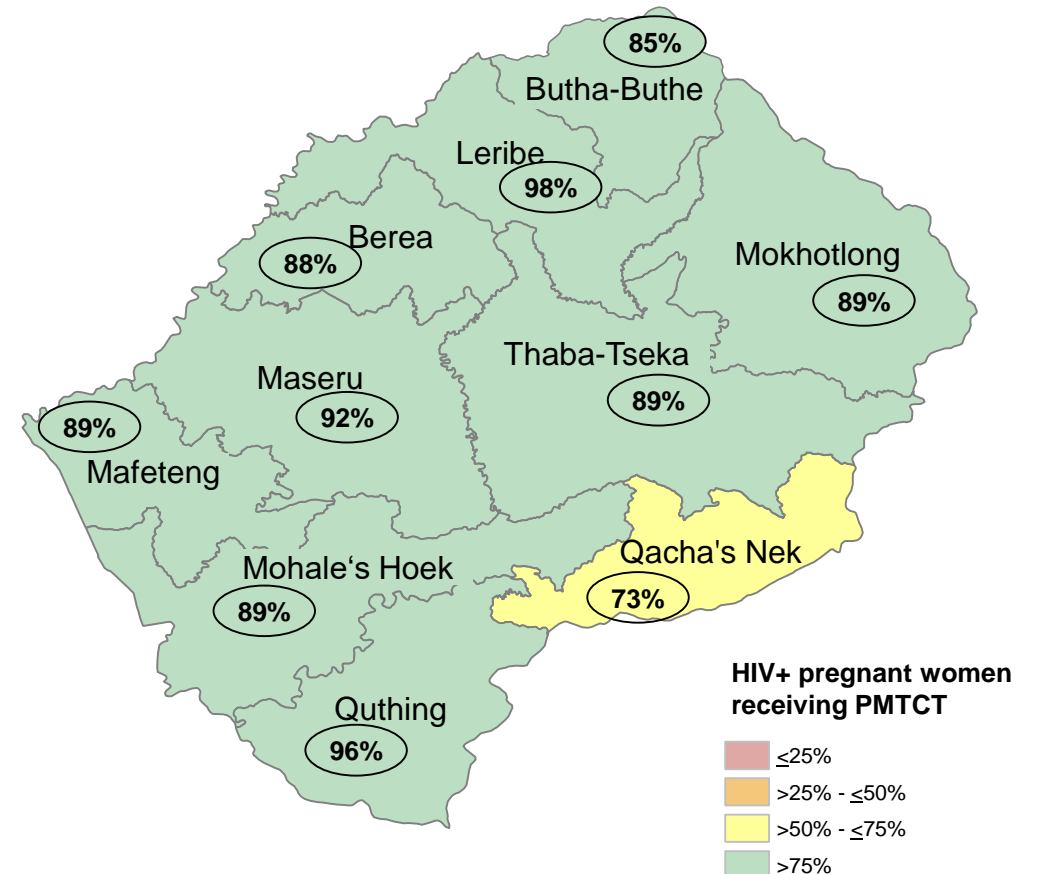 85%
Butha-Buthe
Leribe
98%
Berea
88%
Mokhotlong
89%
Thaba-Tseka
89%
Maseru
92%
89%
Mafeteng
Qacha's Nek
73%
Mohale‘s Hoek
89%
Quthing
96%
HIV+ pregnant women
receiving PMTCT
≤25%
>25% - ≤50%
>50% - ≤75%
>75%